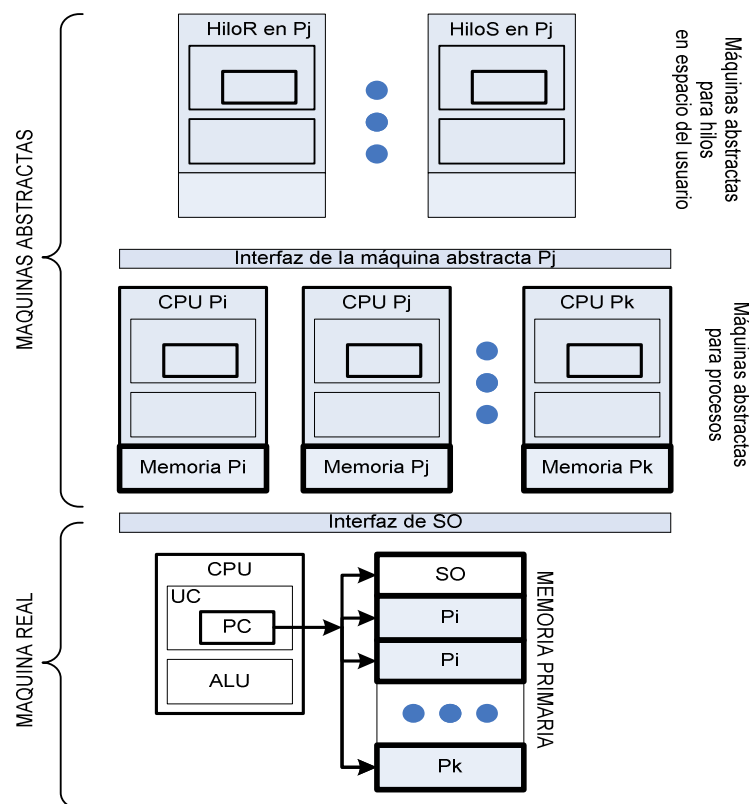 HiloR en Pj
HiloS en Pj
Máquinas abstractas
para hilos
en espacio del usuario
MAQUINAS ABSTRACTAS
Interfaz de la máquina abstracta Pj
CPU Pi
CPU Pj
CPU Pk
Máquinas abstractas
para procesos
Memoria Pi
Memoria Pj
Memoria Pk
Interfaz de SO
MAQUINA REAL
CPU
UC
PC
ALU
SO
Pi
Pi
Pk
MEMORIA PRIMARIA